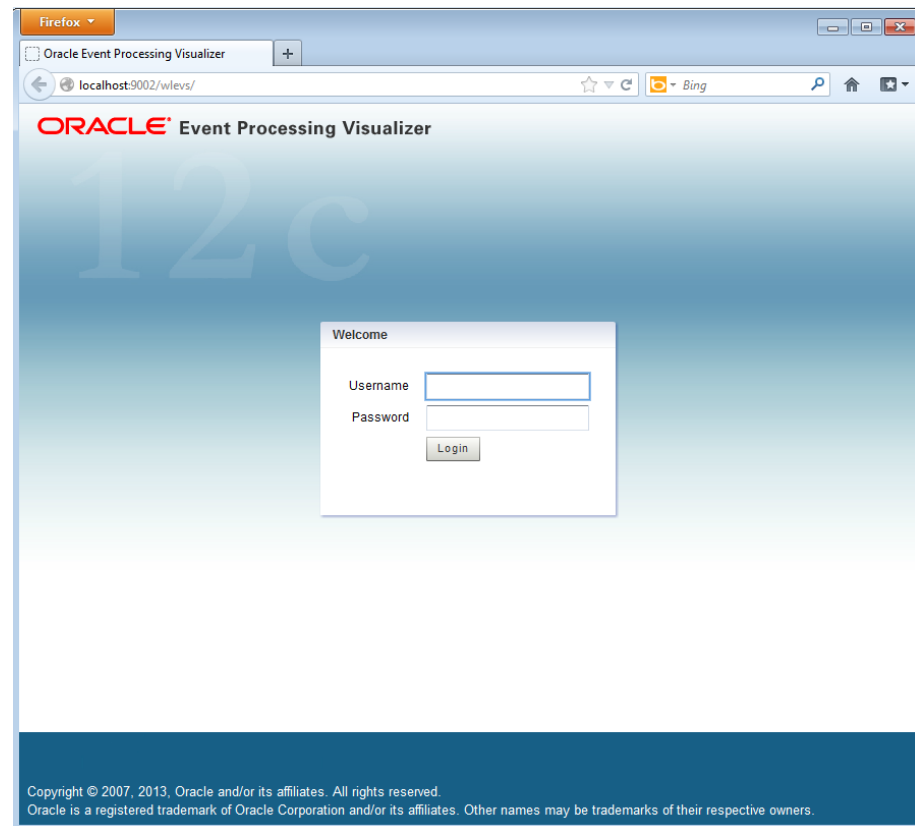 Firefox
Oracle Event Processing Visualizer
localhost:9002/wlevs/
Bing
ORACLE Event Processing Visualizer
12c
Welcome
Username
Password
Login
Copyright © 2007, 2013, Oracle and/or its affiliates. All rights reserved.
Oracle is a registered trademark of Oracle Corporation and/or its affiliates. Other names may be trademarks of their respective owners.